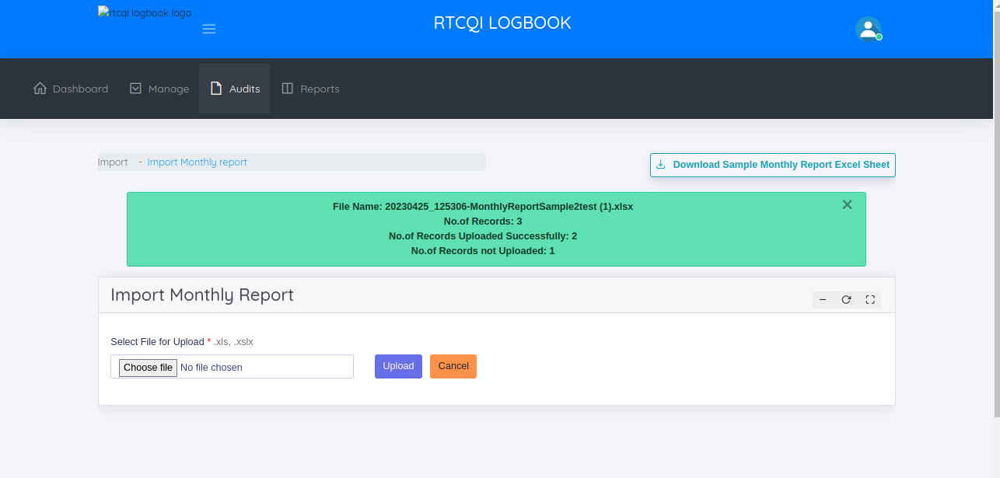 rtcqi logbook logo
RTCQI LOGBOOK
Dashboard Manage Audits Reports
Import - Import Monthly report
Download Sample Monthly Report Excel Sheet
File Name: 20230425_125306-MonthlyReportSample2test (1).xlsx
No.of Records: 3
No.of Records Uploaded Successfully: 2
No.of Records not Uploaded: 1
Import Monthly Report
Select File for Upload * .xls, .xslx
Choose file No file chosen Upload Cancel